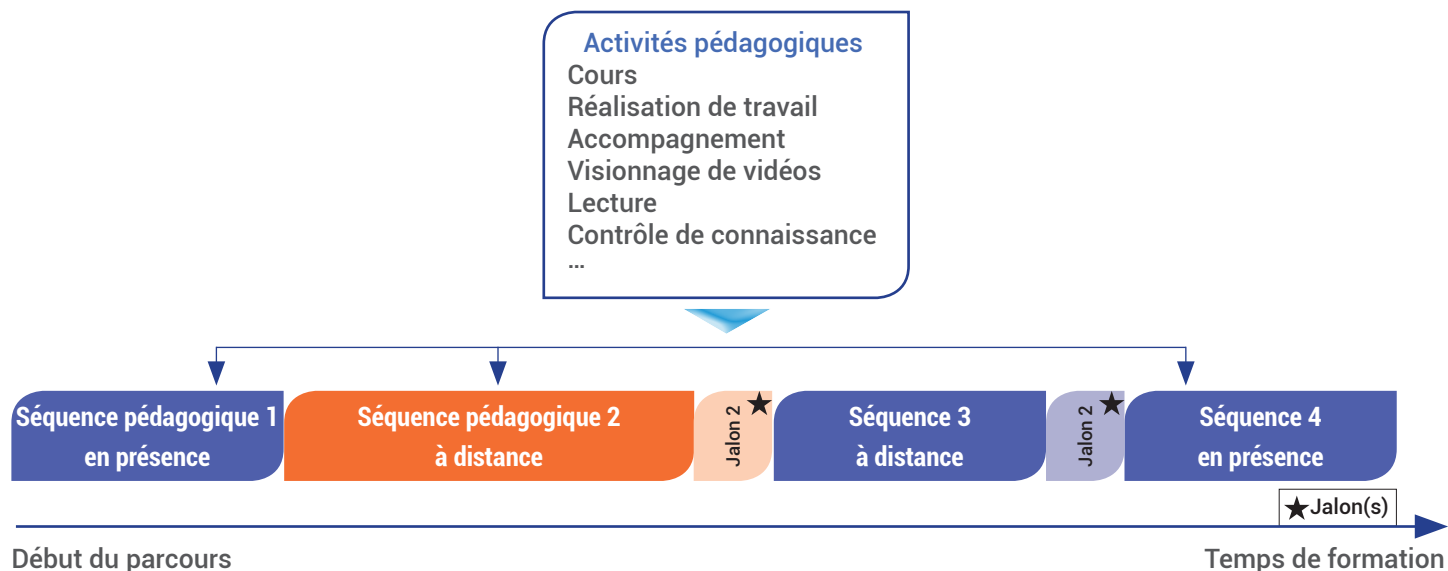 Activités pédagogiques
Cours
Réalisation de travail
Accompagnement
Visionnage de vidéos
Lecture
Contrôle de connaissance
...
Séquence pédagogique 1
en présence
Séquence pédagogique 2
à distance
Jalon 2
Séquence 3
à distance
Jalon 2
Séquence 4
en présence
★Jalon(s)
Début du parcours
Temps de formation